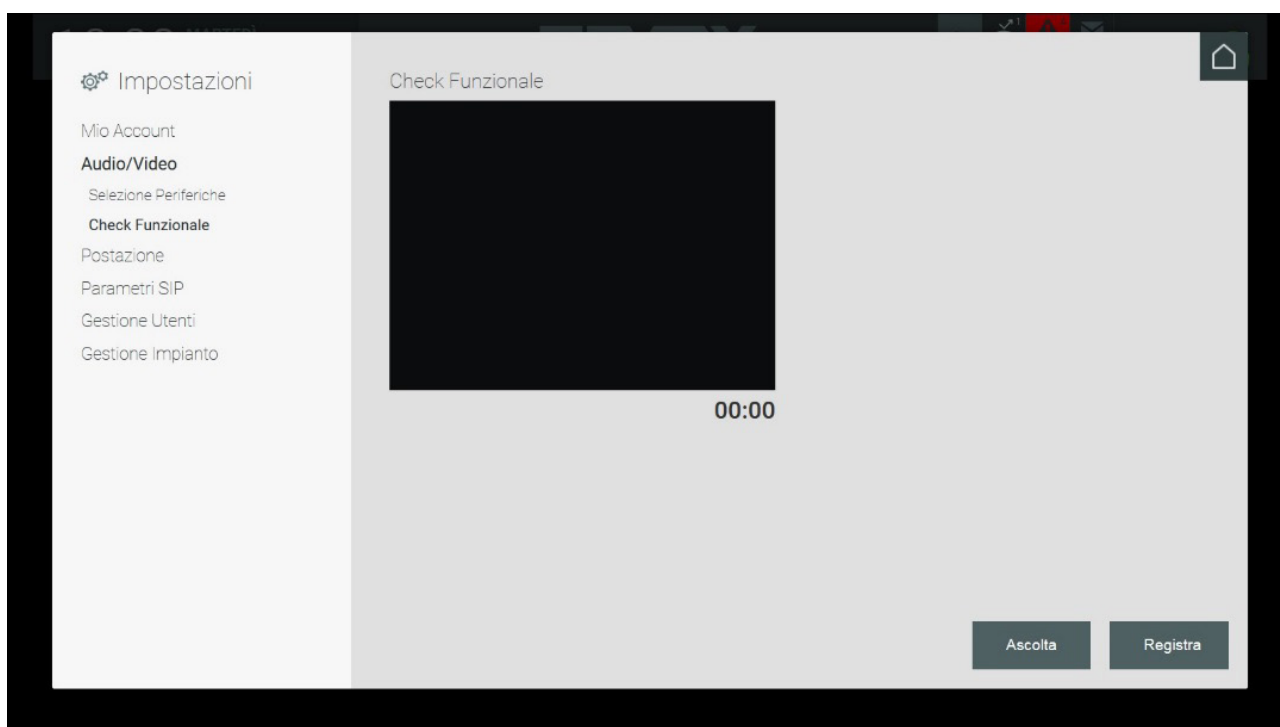 Impostazioni
Check Funzionale
Mio Account
Audio/Video
Selezione Periferiche
Check Funzionale
Postazione
Parametri SIP
Gestione Utenti
Gestione Impianto
00:00
Ascolta
Registra